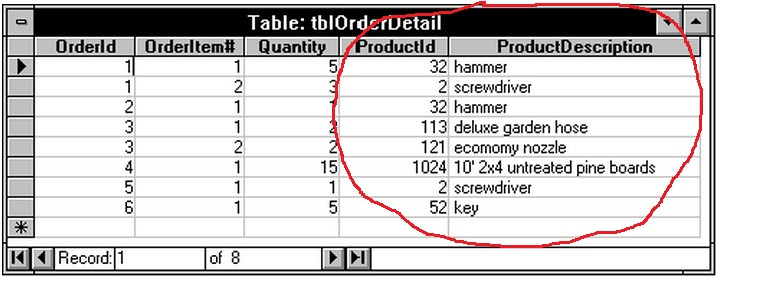 Table: tblOrderDetail
OrderId OrderItem# Quantity ProductId ProductDescription
1 1 5 32 hammer
1 2 3 2 screwdriver
2 1 1 32 hammer
3 1 2 113 deluxe garden hose
3 2 2 121 ecomomy nozzle
4 1 15 1024 10' 2x4 untreated pine boards
5 1 1 2 screwdriver
6 1 5 52 key
Record: 1 of 8